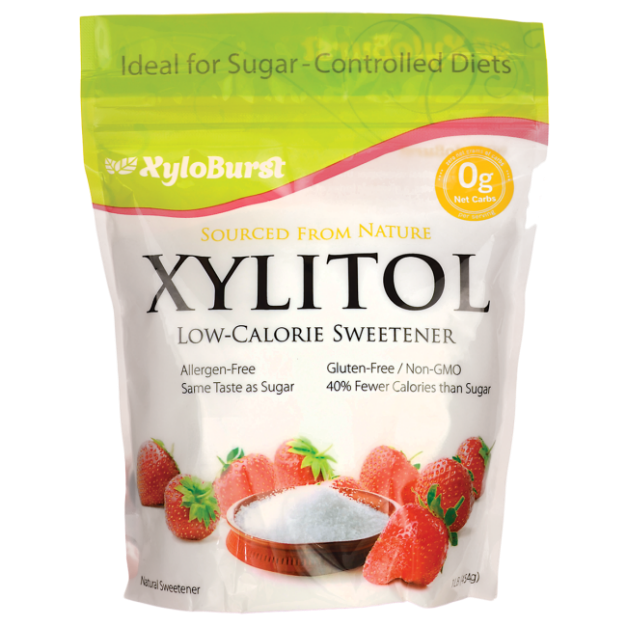 Ideal for Sugar-Controlled Diets
XyloBurst
0g
Net Carbs
SOURCED FROM NATURE
XYLITOL
LOW-CALORIE SWEETENER
Allergen-Free
Same Taste as Sugar
Gluten-Free / Non-GMO
40% Fewer Calories than Sugar
Natural Sweetener
(454g)